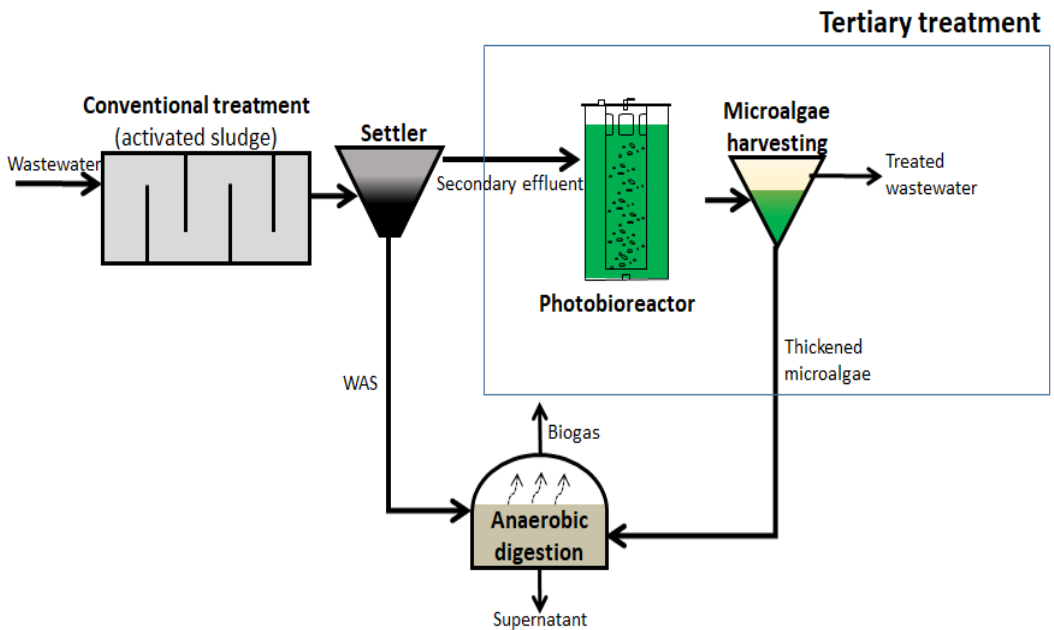 Tertiary treatment
Conventional treatment
(activated sludge)
Settler
Microalgae
harvesting
Wastewater
Secondary effluent
Treated
wastewater
Photobioreactor
Thickened
microalgae
WAS
Biogas
Anaerobic
digestion
Supernatant